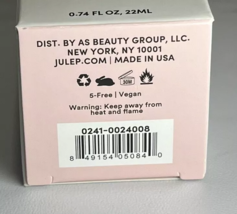 0.74 FL OZ, 22ML
DIST. BY AS BEAUTY GROUP, LLC.
NEW YORK, NY 10001
JULEP.COM | MADE IN USA
5-Free | Vegan
Warning: Keep away from
heat and flame
0241-0024008
8 49154 05084 0